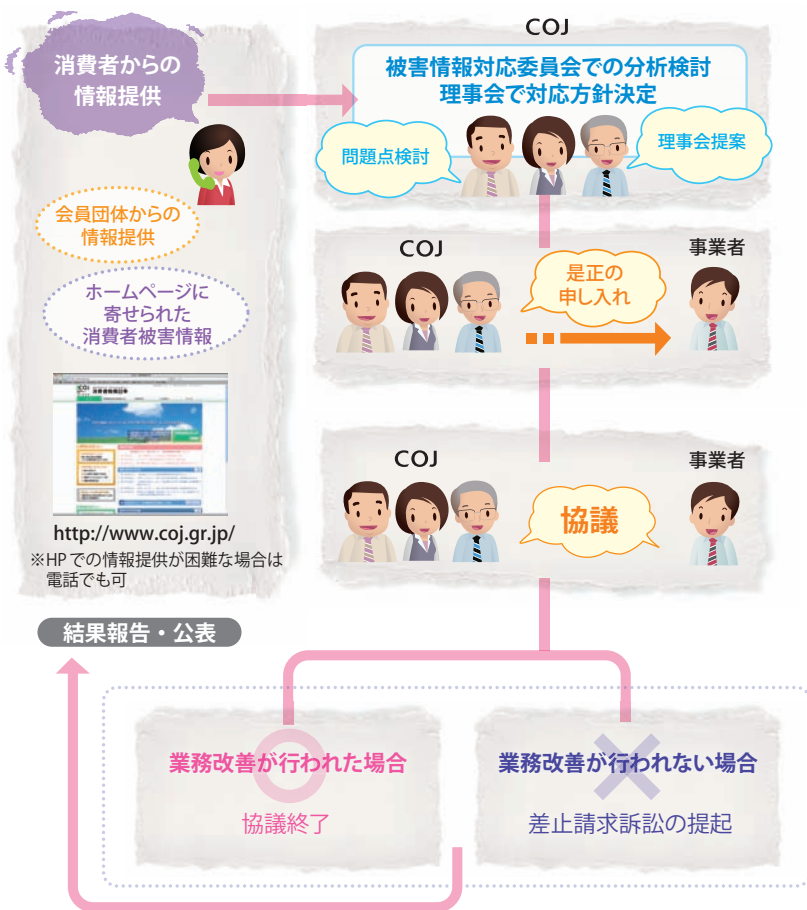 消費者からの
情報提供
会員団体からの
情報提供
ホームページに
寄せられた
消費者被害情報
COJ
消費者機構日本
http://www.coj.gr.jp/
※HPでの情報提供が困難な場合は
電話でも可
COJ
被害情報対応委員会での分析検討
理事会で対応方針決定
問題点検討
理事会提案
COJ
事業者
是正の
申し入れ
COJ
事業者
協議
結果報告・公表
業務改善が行われた場合
協議終了
業務改善が行われない場合
差止請求訴訟の提起